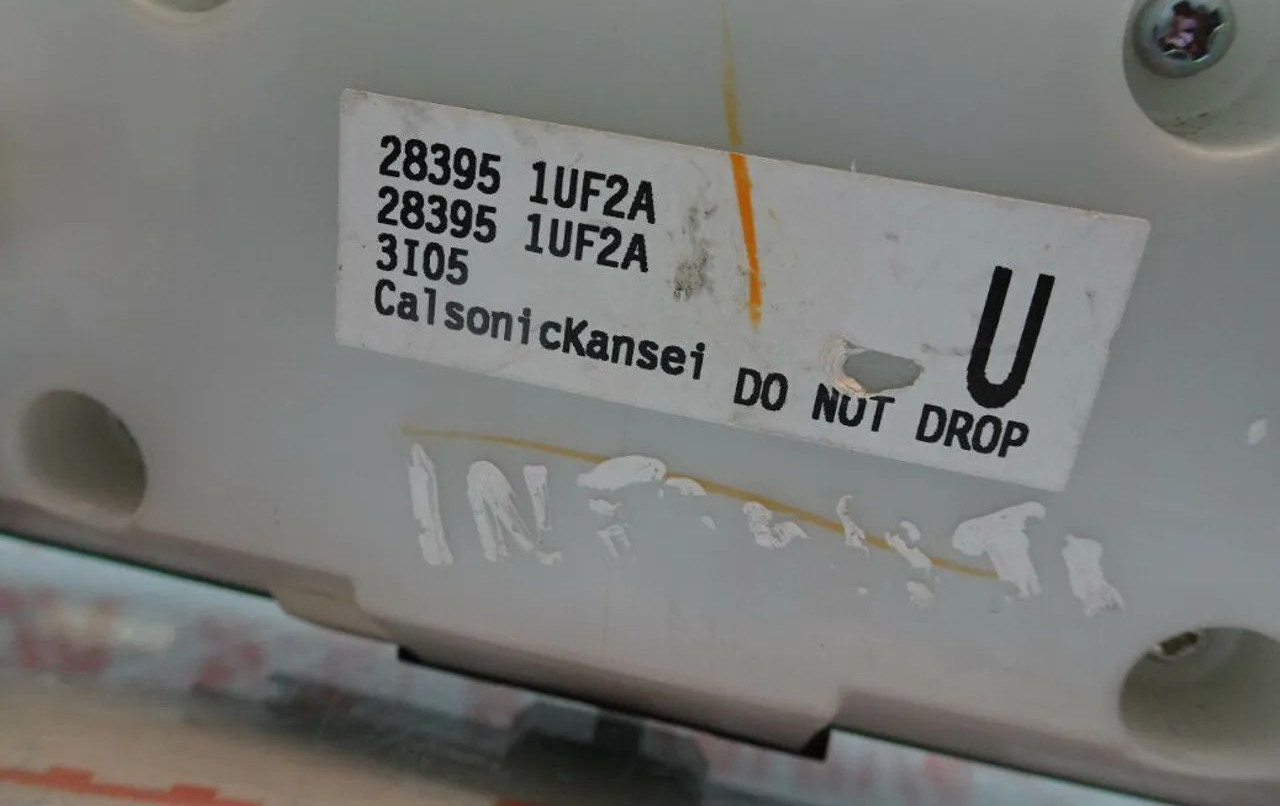 28395 1UF2A
28395 1UF2A
3I05
CalsonicKansei DO NOT DROP
U